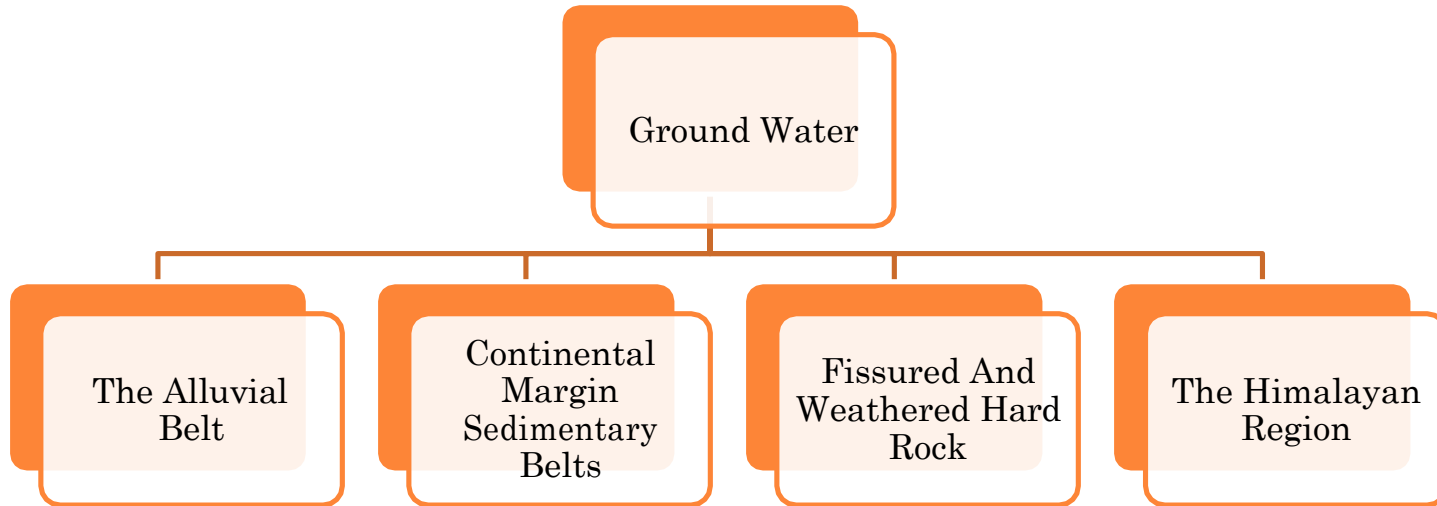 Ground Water
The Alluvial
Belt
Continental
Margin
Sedimentary
Belts
Fissured And
Weathered Hard
Rock
The Himalayan
Region